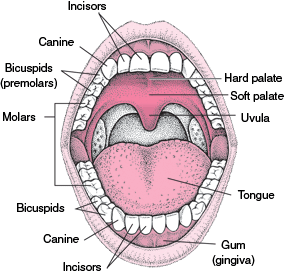 Incisors
Canine
Bicuspids
(premolars)
Molars
Hard palate
Soft palate
Uvula
Tongue
Bicuspids
Canine
Incisors
Gum
(gingiva)